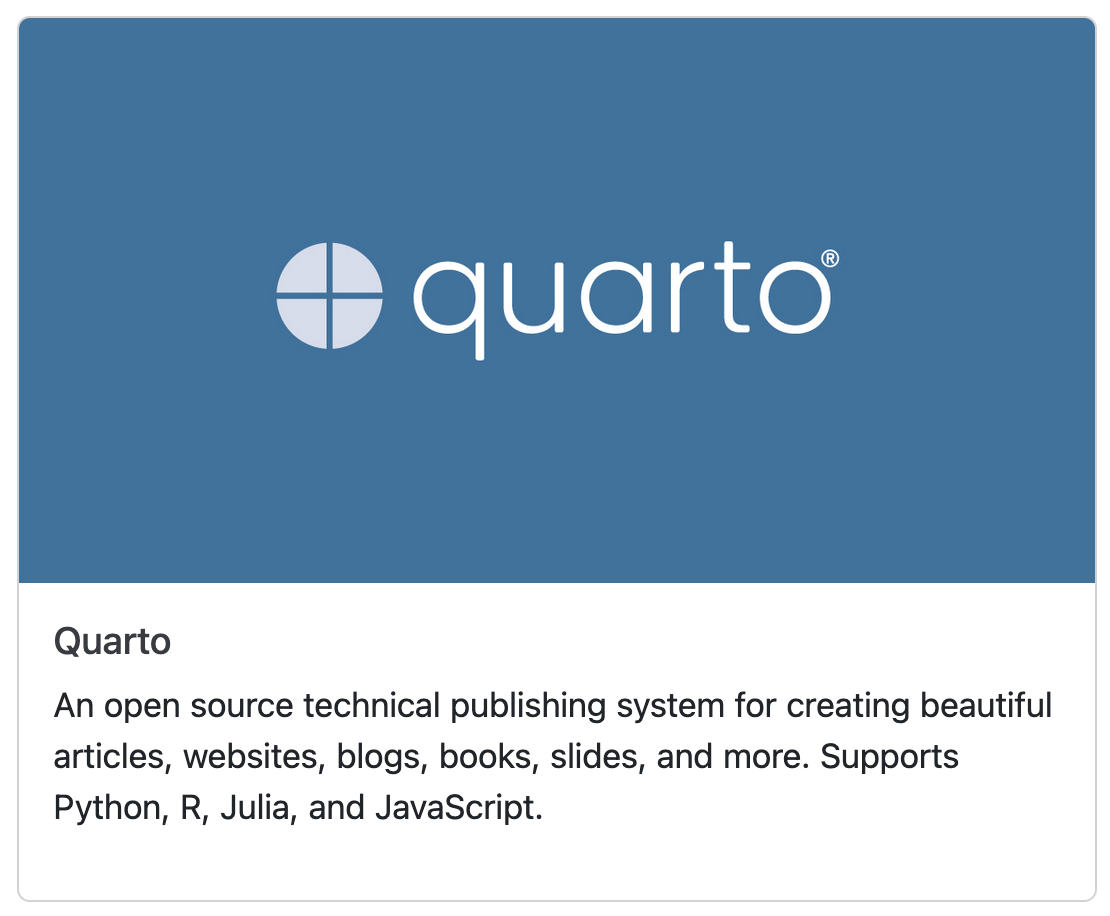 quarto®
Quarto
An open source technical publishing system for creating beautiful
articles, websites, blogs, books, slides, and more. Supports
Python, R, Julia, and JavaScript.